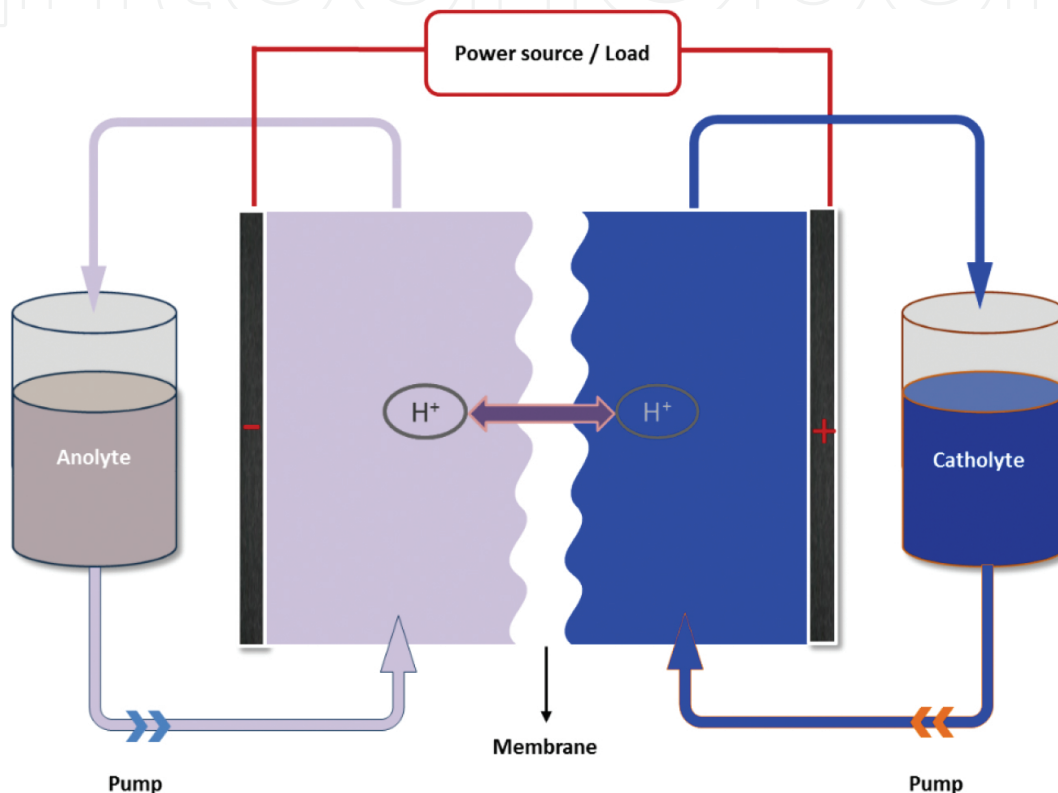 Power source / Load
H⁺
H⁺
-
+
Anolyte
Catholyte
Membrane
Pump
Pump